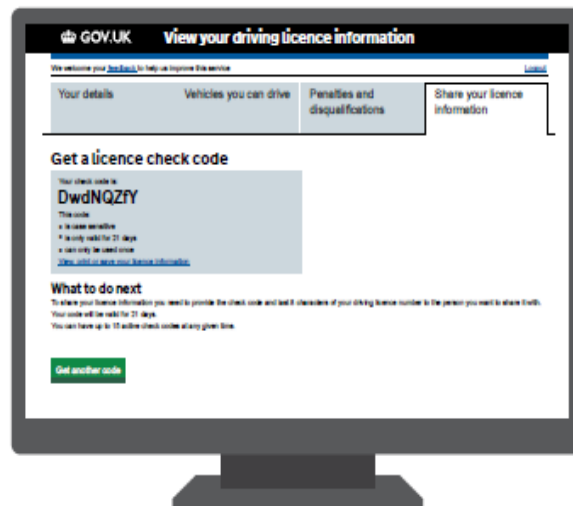 GOV.UK View your driving licence information
We welcome your feedback to help us improve this service Logout
Your details Vehicles you can drive Penalties and disqualifications Share your licence information
Get a licence check code
Your check code is:
DwdNQZfY
This code
• is case sensitive
* is only valid for 21 days
• can only be used once
View, print or save your licence information
What to do next
To share your licence information you need to provide the check code and last 8 characters of your driving licence number to the person you want to share it with.
Your code will be valid for 21 days.
You can have up to 15 active check codes at any given time.
Get another code